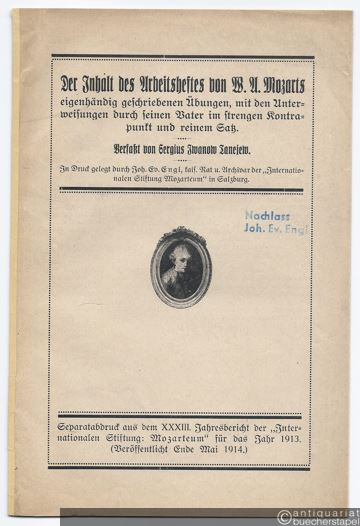 Der Inhalt des Arbeitsheftes von W. A. Mozarts
eigenhändig geschriebenen Übungen, mit den Unter-
weisungen durch seinen Vater im strengen Kontra-
punkt und reinem Satz.
Verfaßt von Sergius Iwanow Tanejew.
In Druck gelegt durch Joh. Ev. Engl, kais. Rat u. Archivar der „Internatio-
nalen Stiftung Mozarteum“ in Salzburg.
Nachlass
Joh. Ev. Engl
Separatabdruck aus dem XXXIII. Jahresbericht der „Inter-
nationalen Stiftung: Mozarteum“ für das Jahr 1913.
(Veröffentlicht Ende Mai 1914.)
antiquariat
buecherstapel